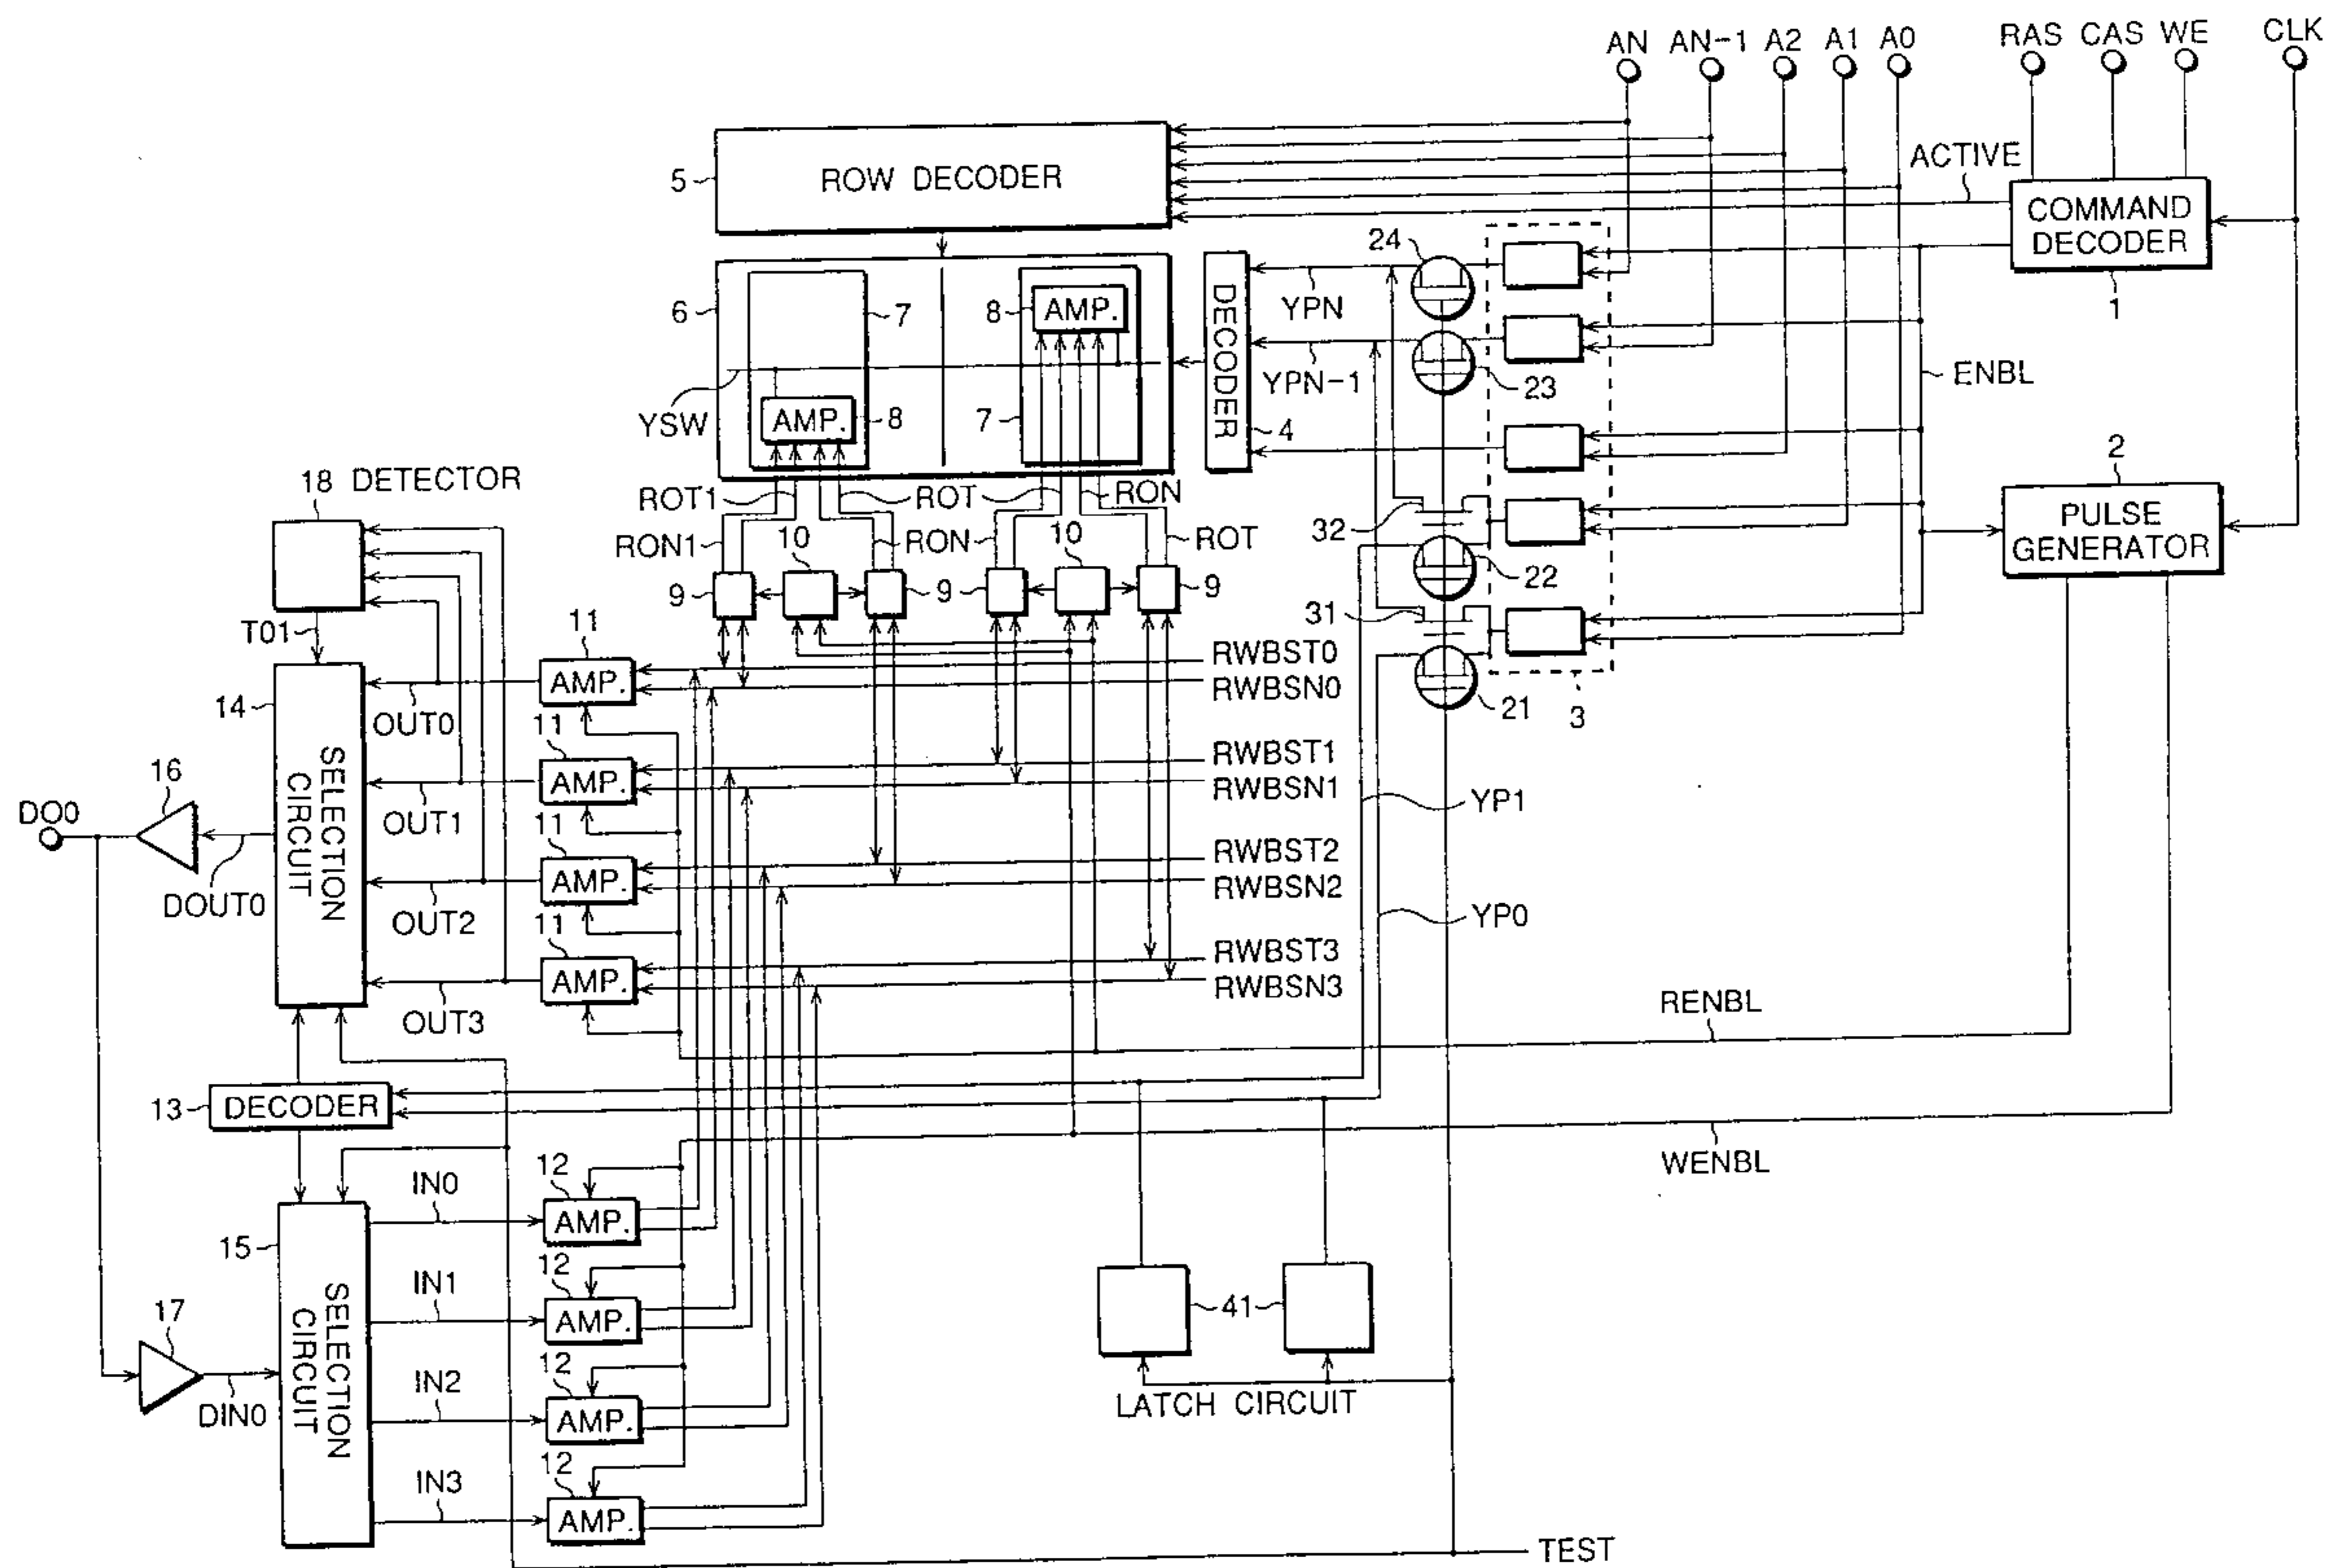 AN AN-1 A2 A1 A0 RAS CAS WE CLK
ACTIVE
5 ROW DECODER
COMMAND DECODER
1
24
6 7 8 AMP.
DECODER
YPN
YPN-1
23
ENBL
YSW AMP. 8 7 4
2
PULSE GENERATOR
18 DETECTOR
ROT1 ROT RON
RON1 10 RON 10 ROT
32
22
9 9 9
31
T01
11
AMP.
RWBST0
RWBSN0
14
OUT0
21
3
SELECTION CIRCUIT
11
AMP.
RWBST1
RWBSN1
16
YP1
DO0
OUT1
11
AMP.
RWBST2
RWBSN2
DOUT0
OUT2
YP0
11
AMP.
RWBST3
RWBSN3
OUT3
RENBL
13 DECODER
WENBL
12
IN0
AMP.
15
SELECTION CIRCUIT
12
IN1
AMP.
41
17
12
IN2
AMP.
DIN0
LATCH CIRCUIT
12
IN3
AMP.
TEST